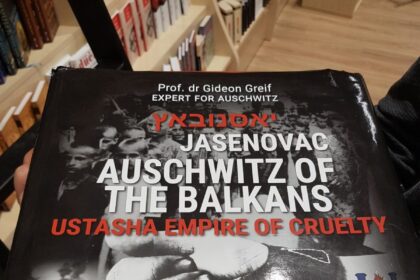 Prof. dr Gideon Greif
EXPERT FOR AUSCHWITZ
יאסנובאץ
JASENOVAC
AUSCHWITZ OF
THE BALKANS
USTASHA EMPIRE OF CRUELTY